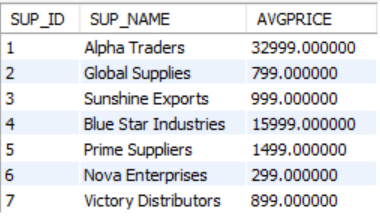 SUP_ID SUP_NAME AVGPRICE
1 Alpha Traders 32999.000000
2 Global Supplies 799.000000
3 Sunshine Exports 999.000000
4 Blue Star Industries 15999.000000
5 Prime Suppliers 1499.000000
6 Nova Enterprises 299.000000
7 Victory Distributors 899.000000